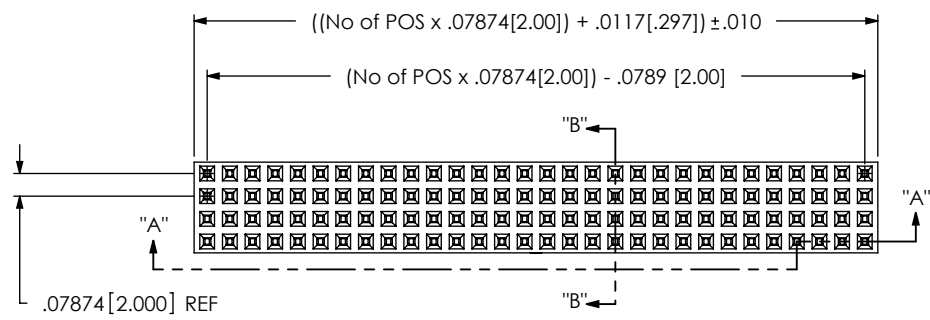 ((No of POS x .07874[2.00]) + .0117[.297]) ±.010
(No of POS x .07874[2.00]) - .0789 [2.00]
"B"
"A"
"A"
"B"
.07874[2.000] REF